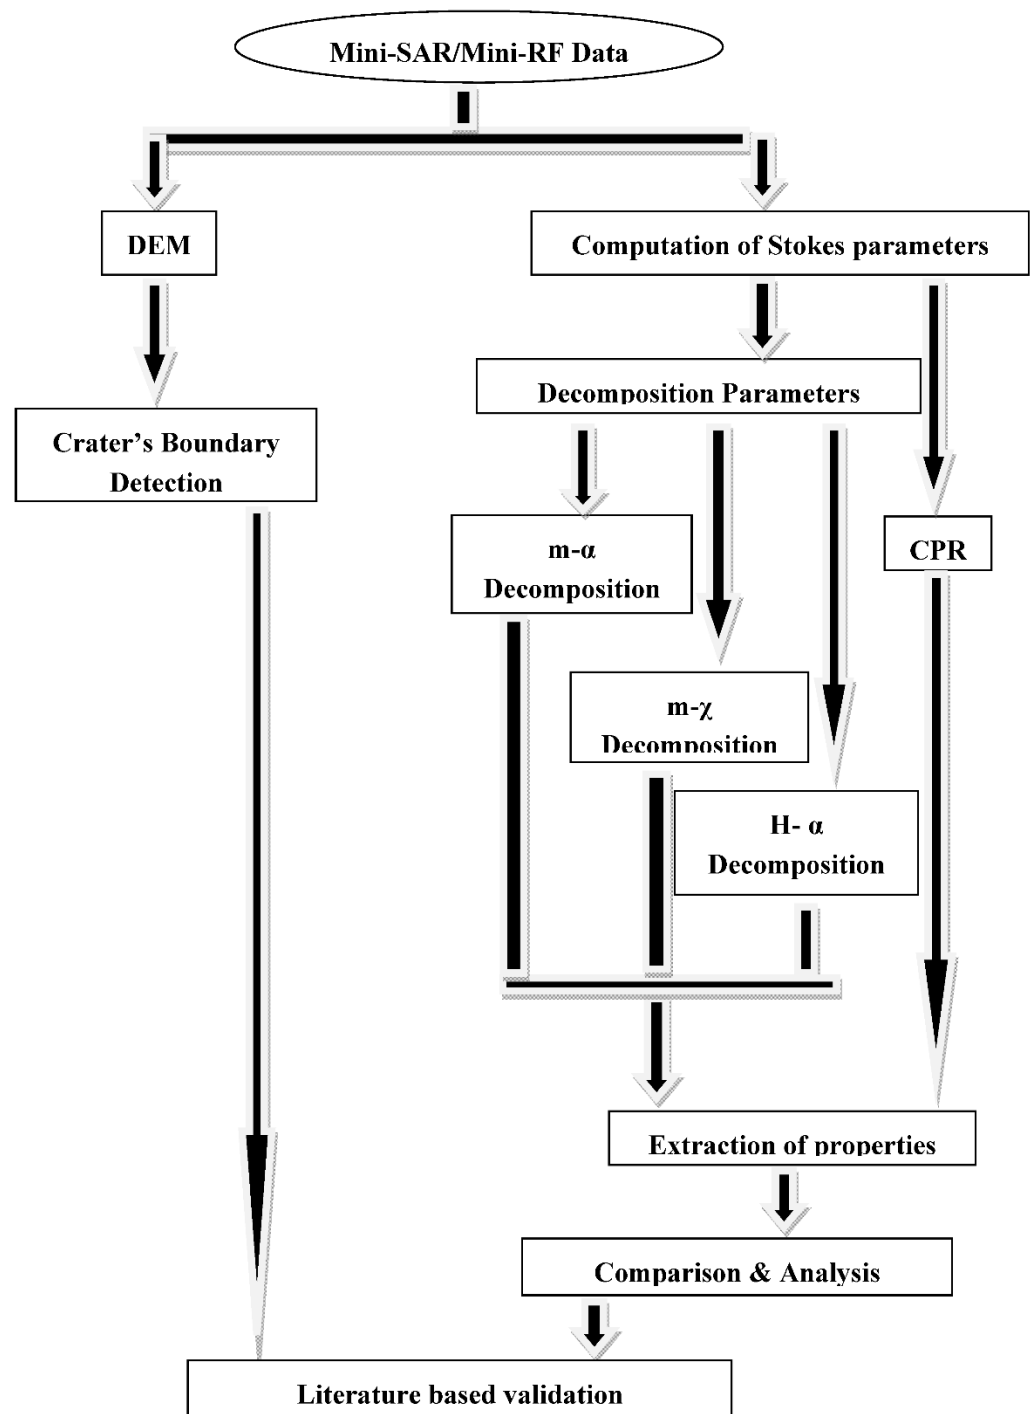 Mini-SAR/Mini-RF Data
DEM
Computation of Stokes parameters
Decomposition Parameters
Crater’s Boundary
Detection
m-α
Decomposition
CPR
m-χ
Decomposition
H- α
Decomposition
Extraction of properties
Comparison & Analysis
Literature based validation